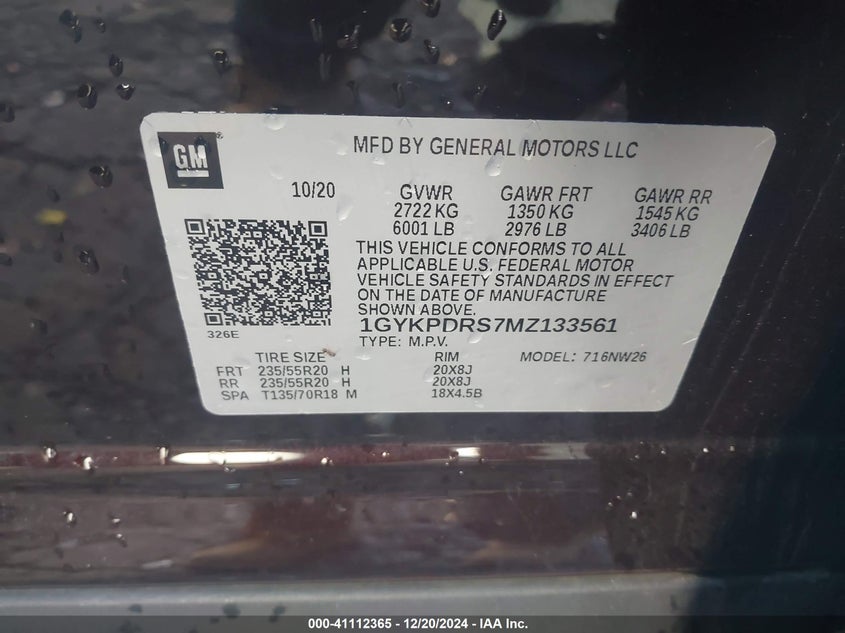 GM
MFD BY GENERAL MOTORS LLC
10/20 GVWR GAWR FRT GAWR RR
2722 KG 1350 KG 1545 KG
6001 LB 2976 LB 3406 LB
THIS VEHICLE CONFORMS TO ALL
APPLICABLE U.S. FEDERAL MOTOR
VEHICLE SAFETY STANDARDS IN EFFECT
ON THE DATE OF MANUFACTURE
SHOWN ABOVE.
326E
1GYKPDRS7MZ133561
TYPE: M.P.V. MODEL: 716NW26
TIRE SIZE RIM
FRT 235/55R20 H 20X8J
RR 235/55R20 H 20X8J
SPA T135/70R18 M 18X4.5B
000-41112365 - 12/20/2024 - IAA Inc.